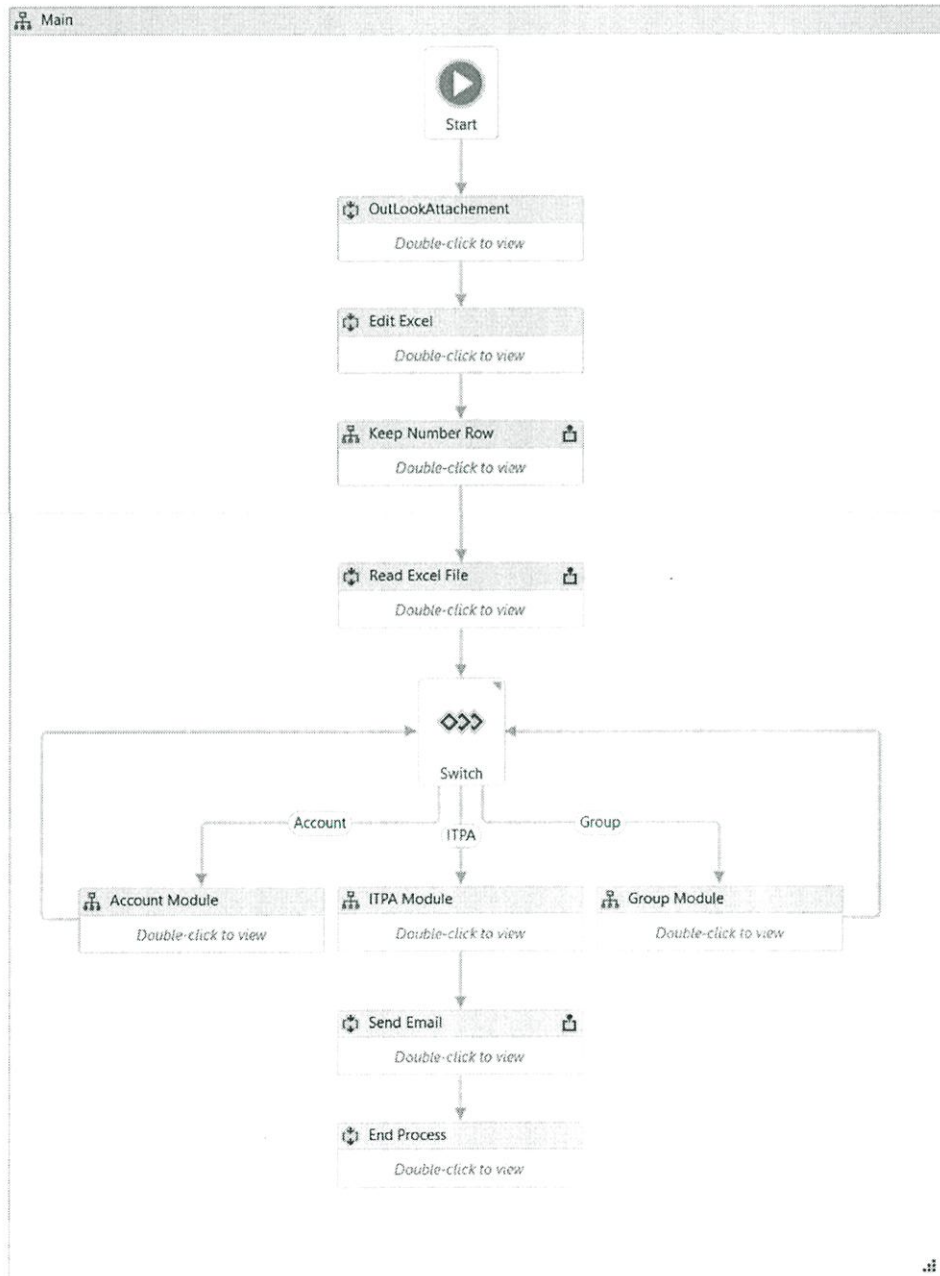 Main
Start
OutLookAttachement
Double-click to view
Edit Excel
Double-click to view
Keep Number Row
Double-click to view
Read Excel File
Double-click to view
Switch
Account
ITPA
Group
Account Module
Double-click to view
ITPA Module
Double-click to view
Group Module
Double-click to view
Send Email
Double-click to view
End Process
Double-click to view